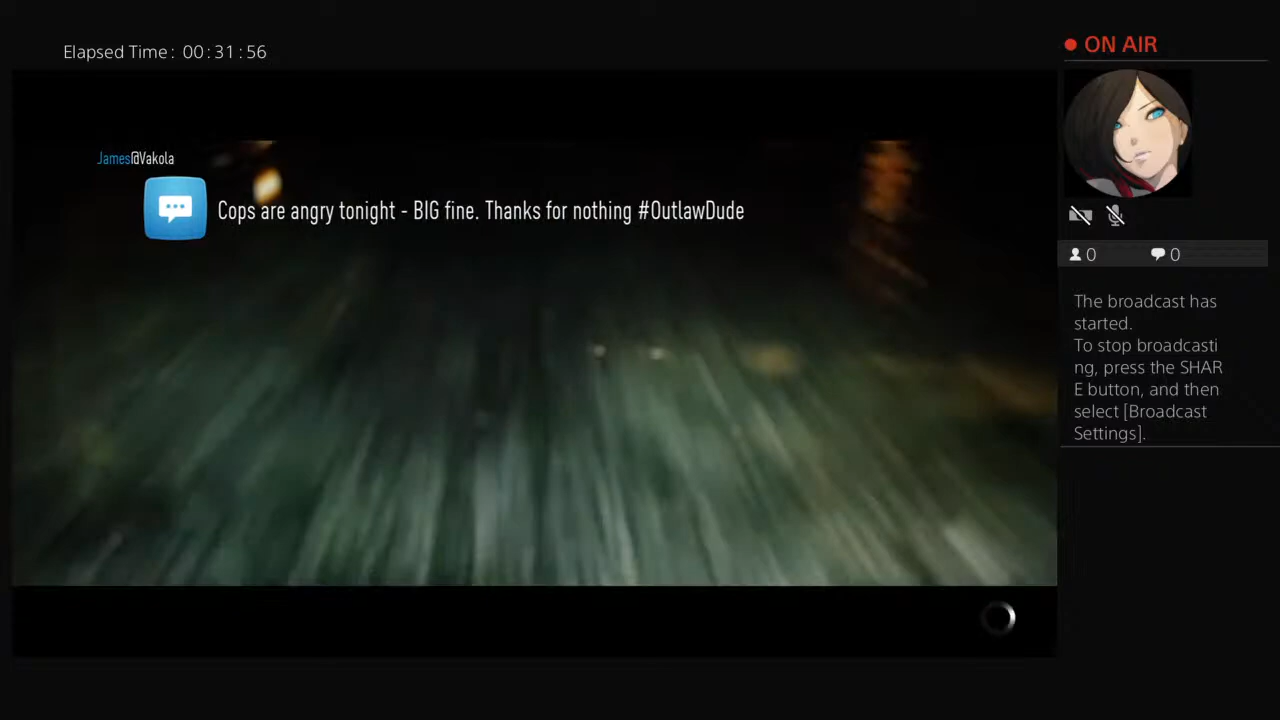 Elapsed Time: 00:31:56
ON AIR
James@Vakola
Cops are angry tonight - BIG fine. Thanks for nothing #OutlawDude
0 0
The broadcast has
started.
To stop broadcasti
ng, press the SHAR
E button, and then
select [Broadcast
Settings].